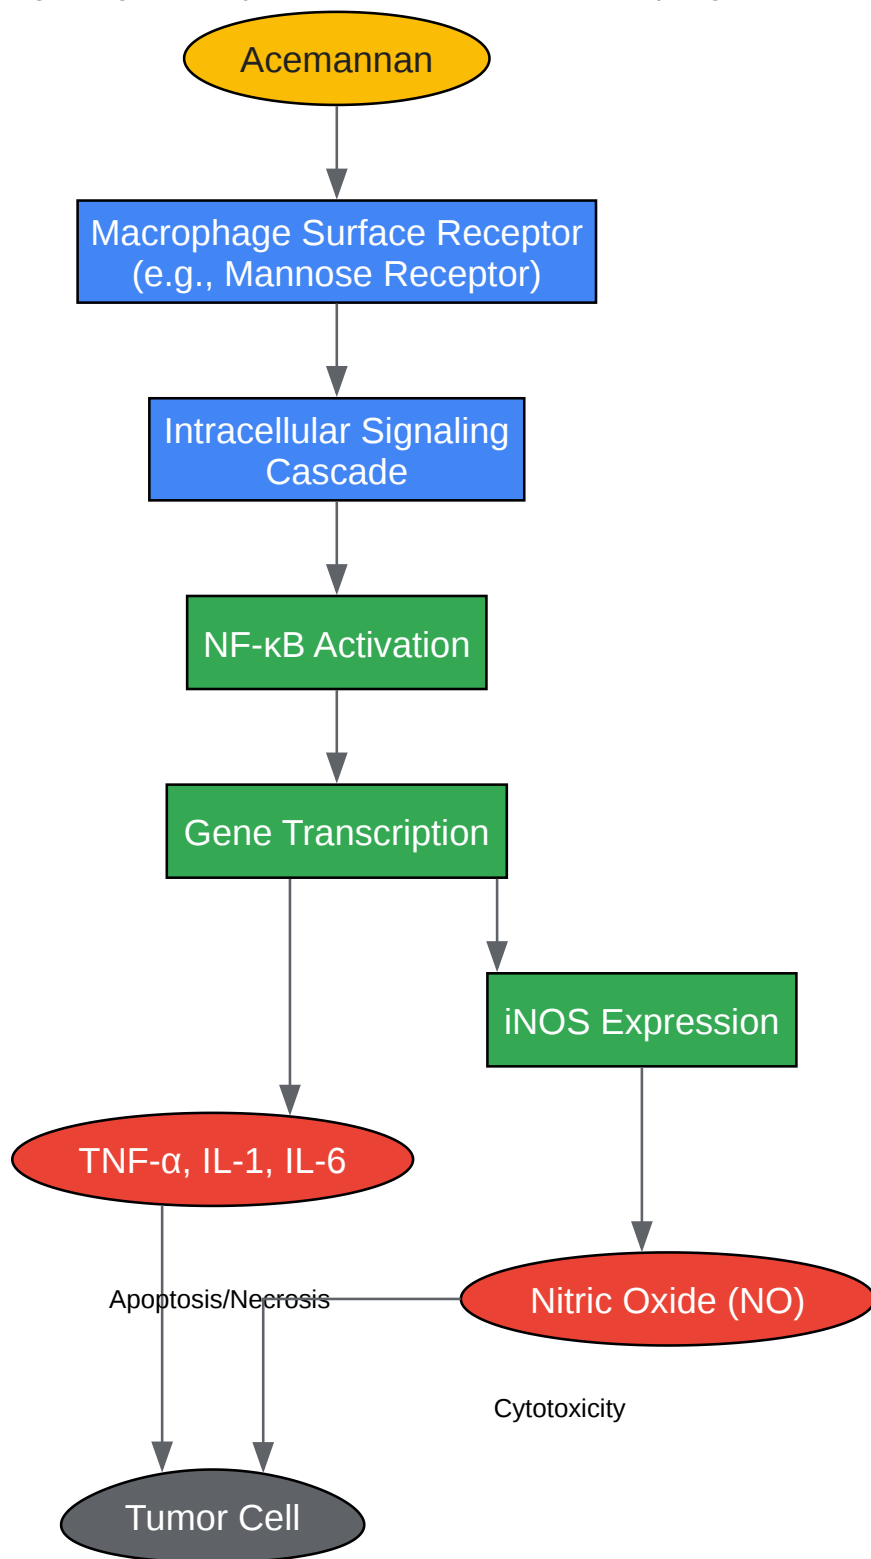 Acemannan
Macrophage Surface Receptor
(e.g., Mannose Receptor)
Intracellular Signaling
Cascade
NF-κB Activation
Gene Transcription
iNOS Expression
TNF-α, IL-1, IL-6
Apoptosis/Necrosis
Nitric Oxide (NO)
Cytotoxicity
Tumor Cell